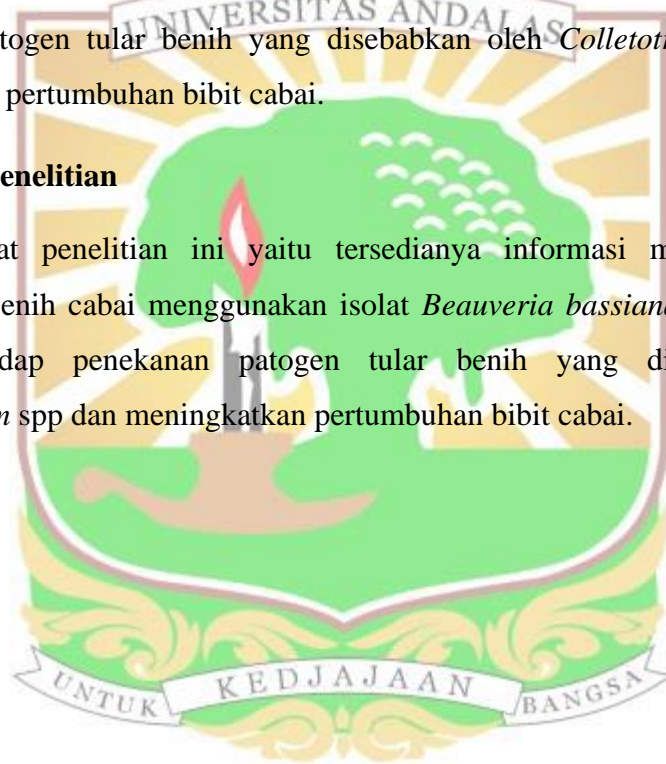 UNIVERSITAS ANDALAS
togen tular benih yang disebabkan oleh Colletot
pertumbuhan bibit cabai.
enelitian
at penelitian ini yaitu tersedianya informasi m
enih cabai menggunakan isolat Beauveria bassiana
dap penekanan patogen tular benih yang di
n spp dan meningkatkan pertumbuhan bibit cabai.
UNTUK KEDJAJAAN BANGSA